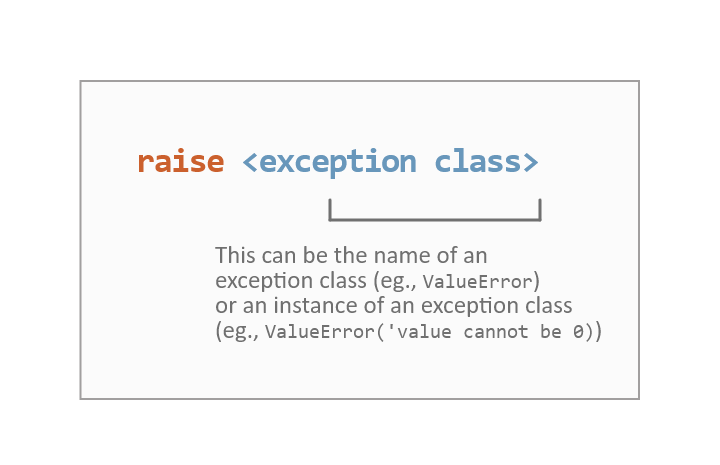 raise <exception class>
This can be the name of an
exception class (eg., ValueError)
or an instance of an exception class
(eg., ValueError('value cannot be 0))